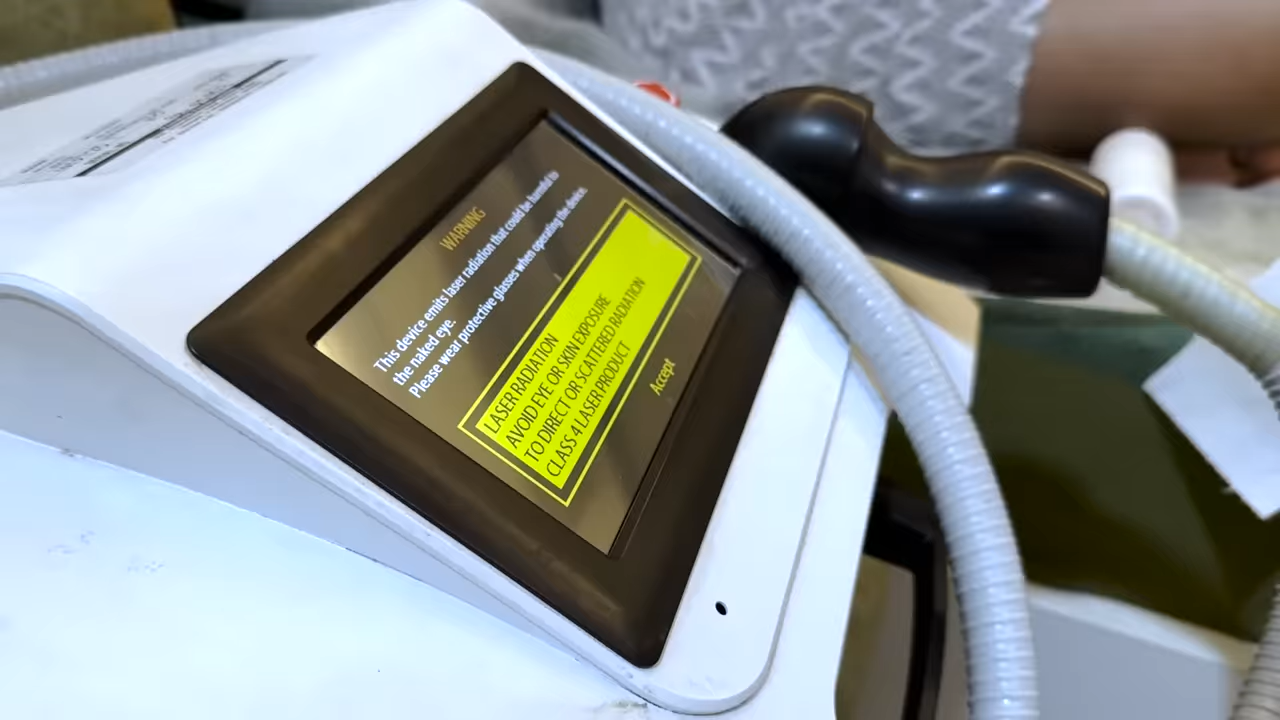 WARNING
This device emits laser radiation that could be harmful to
the naked eye.
Please wear protective glasses when operating the device.
LASER RADIATION
AVOID EYE OR SKIN EXPOSURE
TO DIRECT OR SCATTERED RADIATION
CLASS 4 LASER PRODUCT
Accept